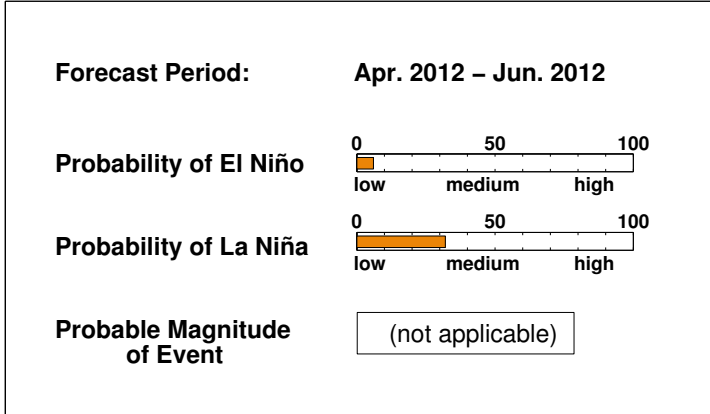 Forecast Period: Apr. 2012 – Jun. 2012
0 50 100
Probability of El Niño
low medium high
0 50 100
Probability of La Niña
low medium high
Probable Magnitude
of Event
(not applicable)